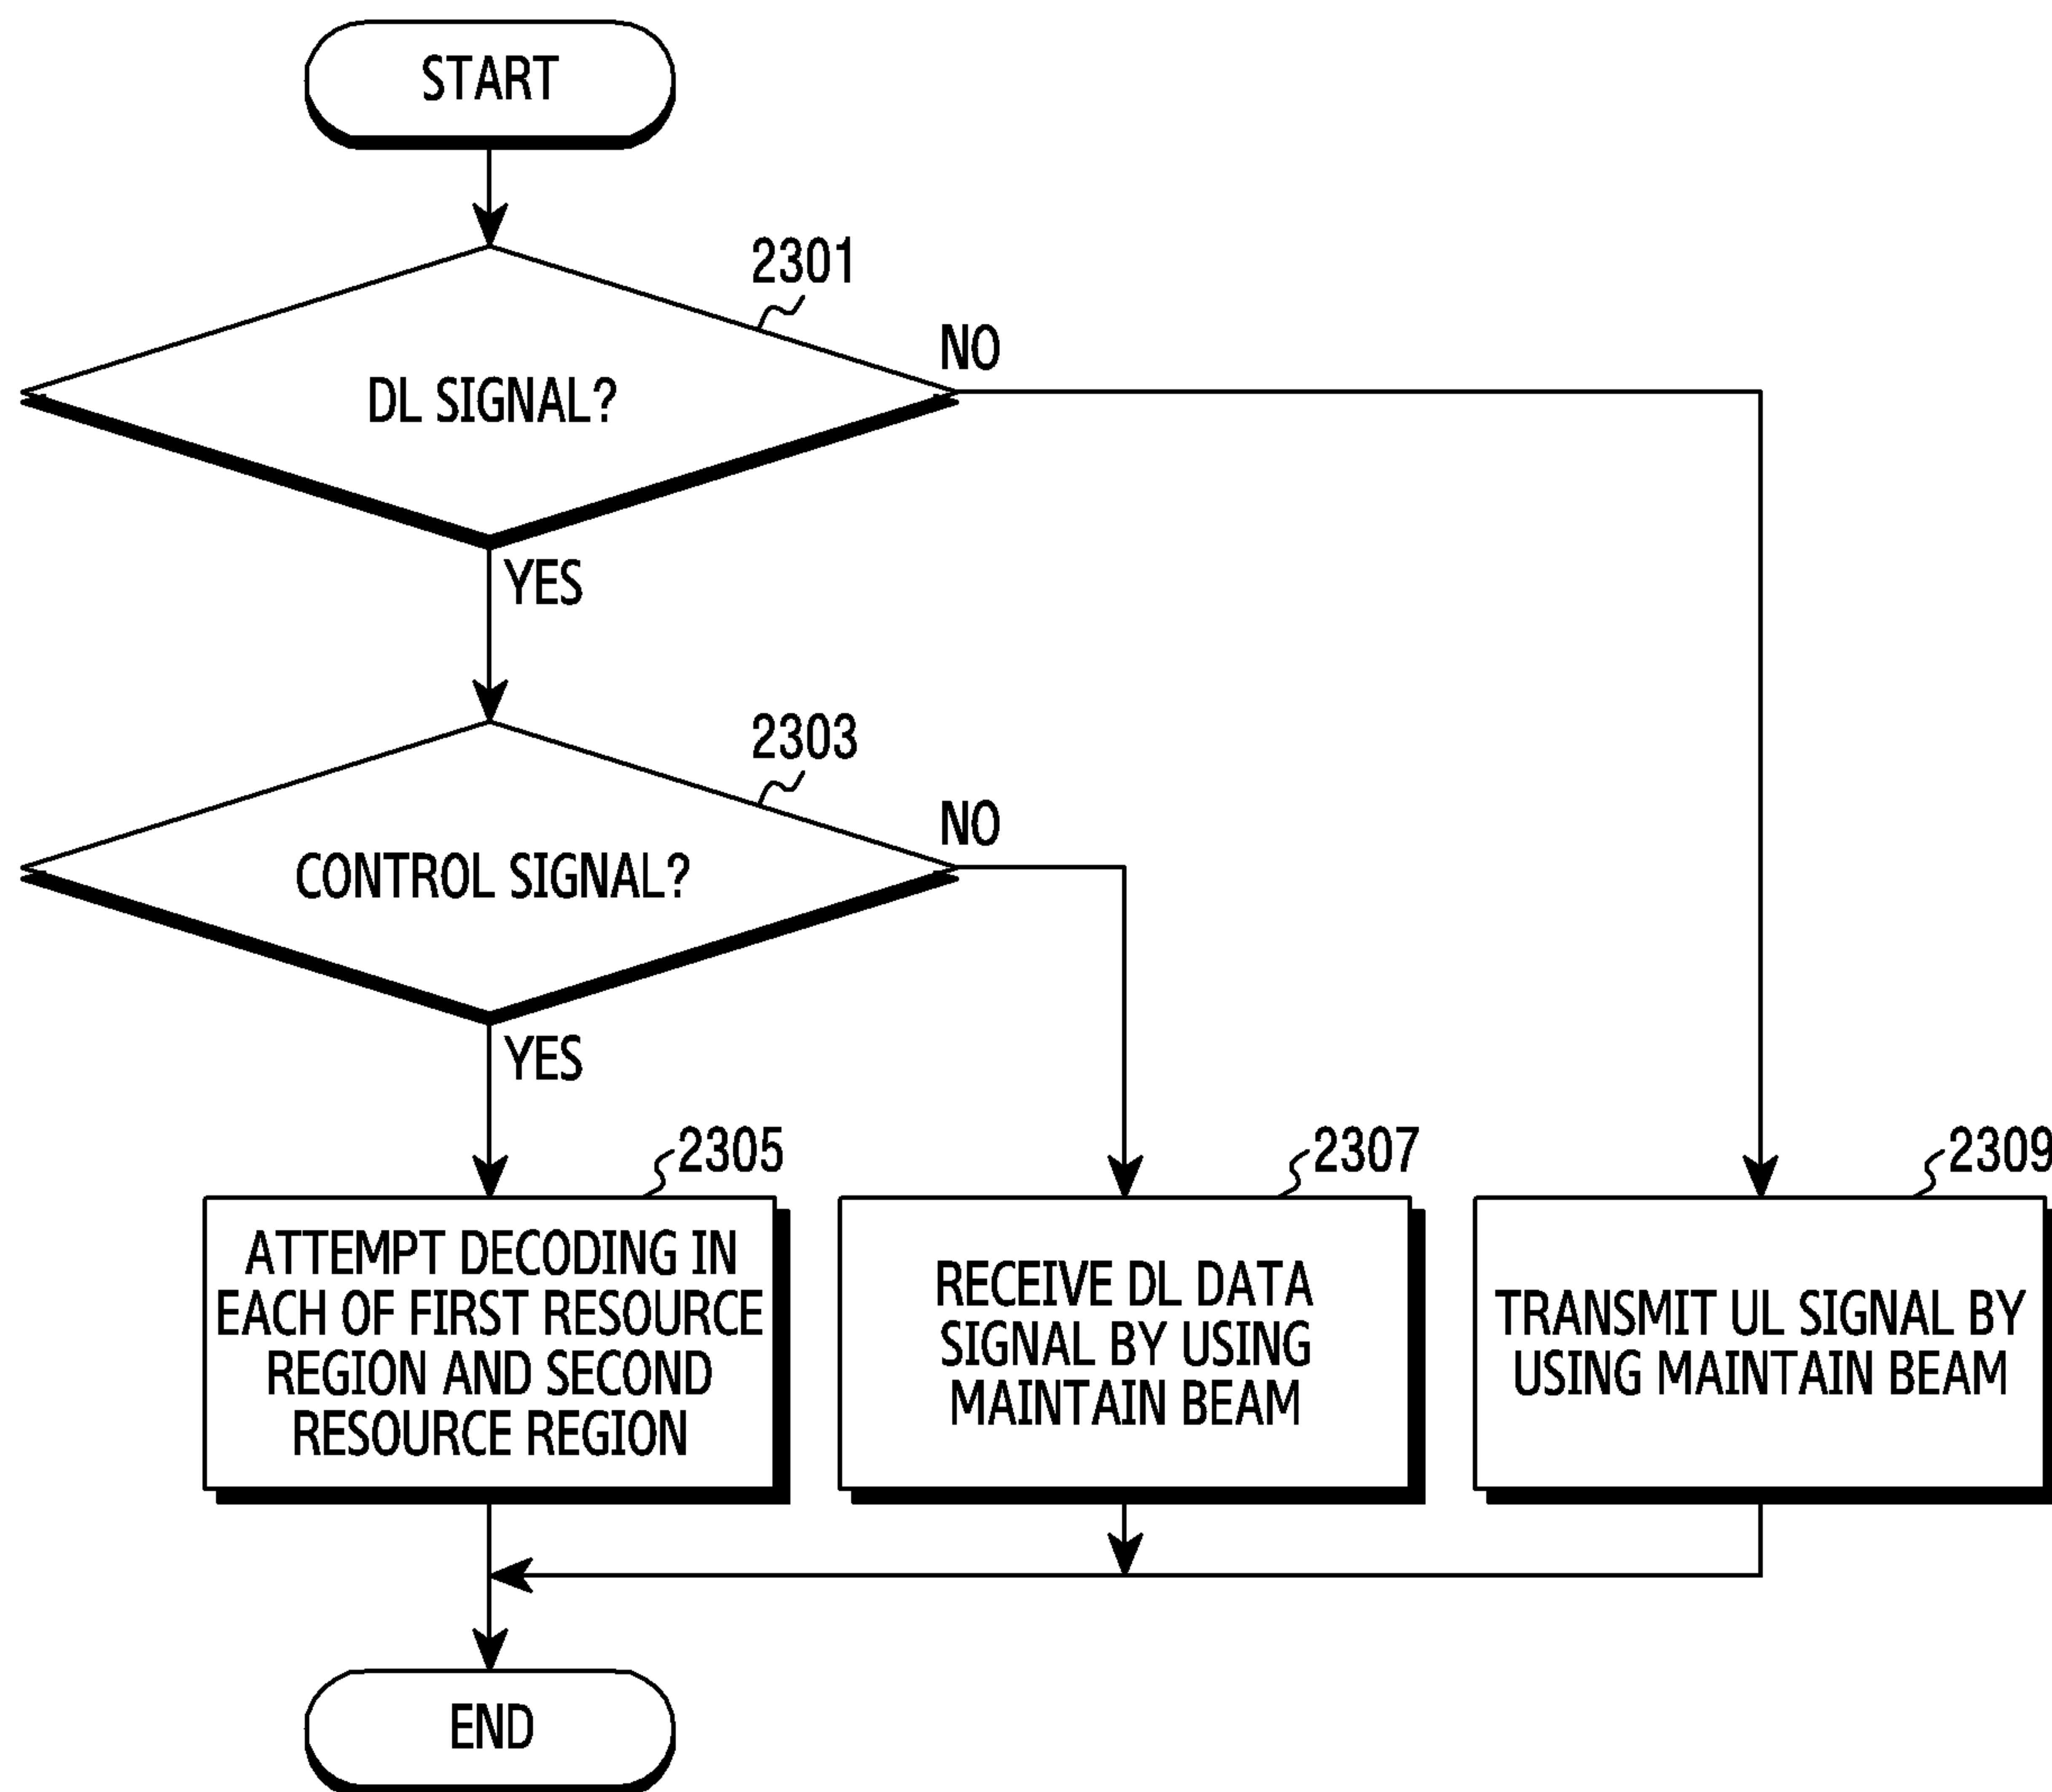 START
2301
NO
DL SIGNAL?
YES
2303
NO
CONTROL SIGNAL?
YES
2305
ATTEMPT DECODING IN
EACH OF FIRST RESOURCE
REGION AND SECOND
RESOURCE REGION
2307
RECEIVE DL DATA
SIGNAL BY USING
MAINTAIN BEAM
2309
TRANSMIT UL SIGNAL BY
USING MAINTAIN BEAM
END